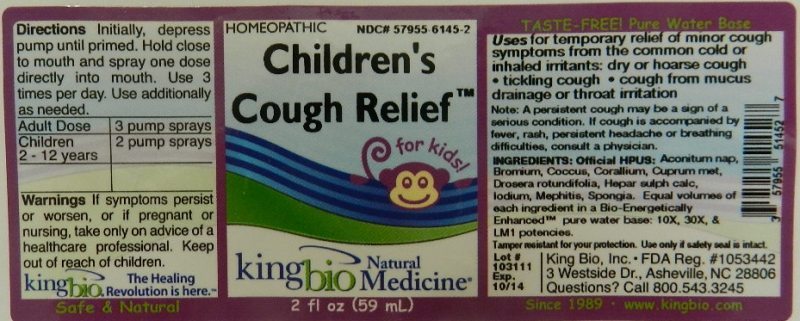 Directions Initially, depress
pump until primed. Hold close
to mouth and spray one dose
directly into mouth. Use 3
times per day. Use additionally
as needed.
Adult Dose 3 pump sprays
Children 2 pump sprays
2 - 12 years
Warnings If symptoms persist
or worsen, or if pregnant or
nursing, take only on advice of a
healthcare professional. Keep
out of reach of children.
kingbio. The Healing
Revolution is here.™
Safe & Natural
HOMEOPATHIC NDC# 57955-6145-2
Children's
Cough Relief™
for kids!
kingbio Natural
Medicine®
2 fl oz (59 mL)
TASTE-FREE! Pure Water Base
Uses for temporary relief of minor cough
symptoms from the common cold or
inhaled irritants: dry or hoarse cough
• tickling cough • cough from mucus
drainage or throat irritation
Note: A persistent cough may be a sign of a
serious condition. If cough is accompanied by
fever, rash, persistent headache or breathing
difficulties, consult a physician.
INGREDIENTS: Official HPUS: Aconitum nap,
Bromium, Coccus, Corallium, Cuprum met,
Drosera rotundifolia, Hepar sulph calc,
Iodium, Mephitis, Spongia. Equal volumes of
each ingredient in a Bio-Energetically
Enhanced™ pure water base: 10X, 30X, &
LM1 potencies.
Tamper resistant for your protection. Use only if safety seal is intact.
Lot #
103111
Exp.
10/14
King Bio, Inc. • FDA Reg. #1053442
3 Westside Dr., Asheville, NC 28806
Questions? Call 800.543.3245
Since 1989 • www.kingbio.com
3 57955 51452 7